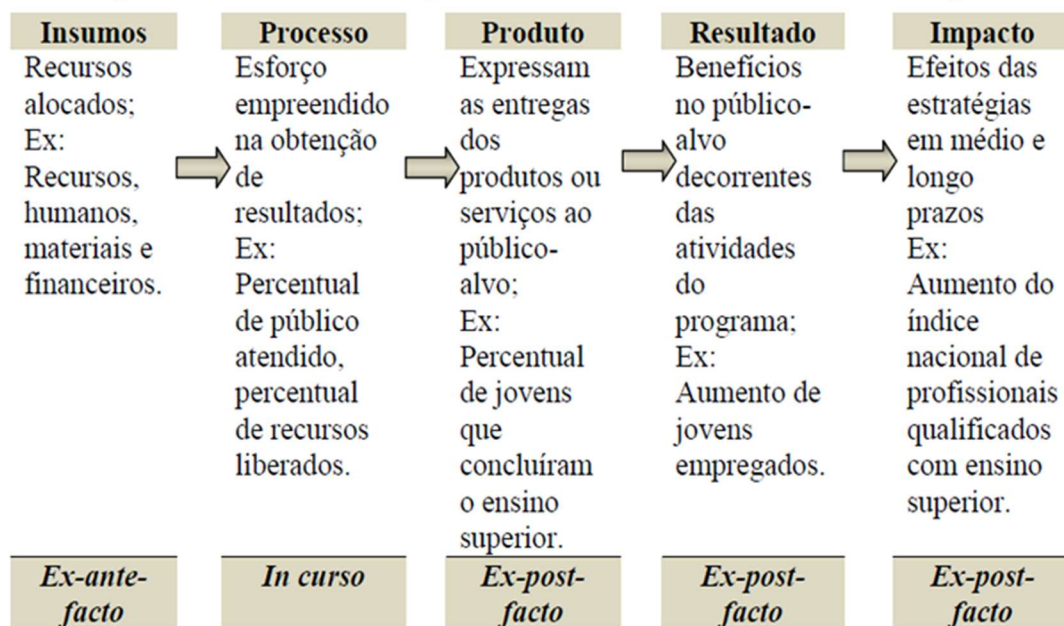 Insumos
Recursos
alocados;
Ex:
Recursos,
humanos,
materiais e
financeiros.
Ex-ante-
facto
Processo
Esforço
empreendido
na obtenção
de
resultados;
Ex:
Percentual
de público
atendido,
percentual
de recursos
liberados.
In curso
Produto
Expressam
as entregas
dos
produtos ou
serviços ao
público-
alvo;
Ex:
Percentual
de jovens
que
concluíram
o ensino
superior.
Ex-post-
facto
Resultado
Benefícios
no público-
alvo
decorrentes
das
atividades
do
programa;
Ex:
Aumento de
jovens
empregados.
Ex-post-
facto
Impacto
Efeitos das
estratégias
em médio e
longo
prazos
Ex:
Aumento do
índice
nacional de
profissionais
qualificados
com ensino
superior.
Ex-post-
facto